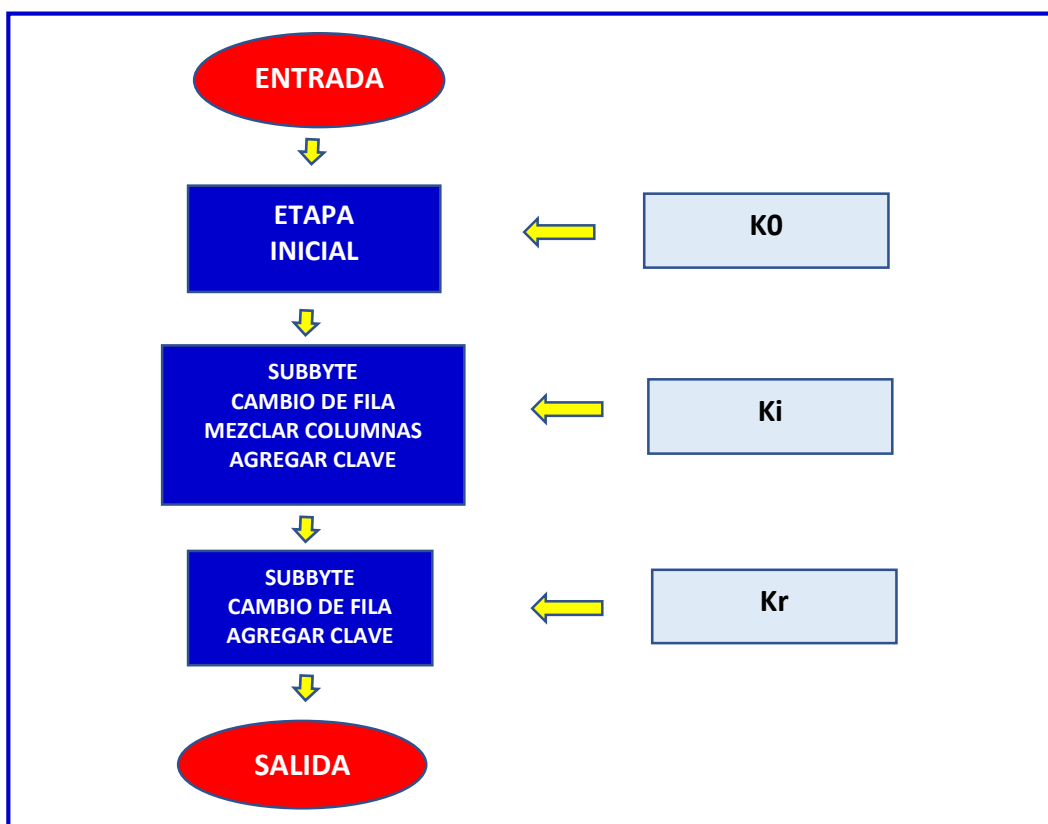 ENTRADA
ETAPA
INICIAL
K0
SUBBYTE
CAMBIO DE FILA
MEZCLAR COLUMNAS
AGREGAR CLAVE
Ki
SUBBYTE
CAMBIO DE FILA
AGREGAR CLAVE
Kr
SALIDA